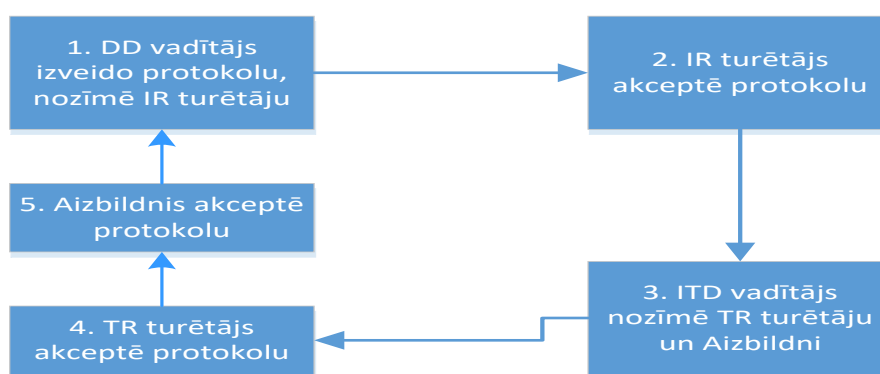 1. DD vadītājs
izveido protokolu,
nozīmē IR turētāju
2. IR turētājs
akceptē protokolu
3. ITD vadītājs
nozīmē TR turētāju
un Aizbildni
4. TR turētājs
akceptē protokolu
5. Aizbildnis akceptē
protokolu